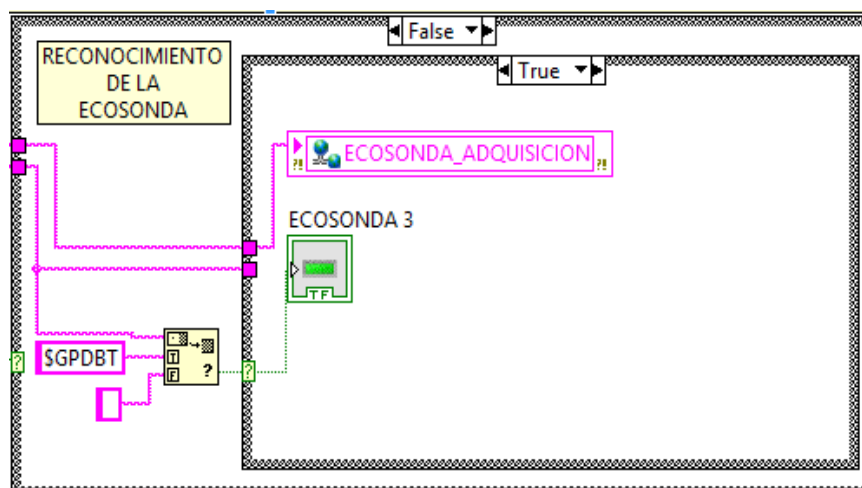 False
RECONOCIMIENTO
DE LA
ECOSONDA
True
?!
ECOSONDA_ADQUISICION
?!
ECOSONDA 3
TF
$GPDBT
T
F
?
?
?